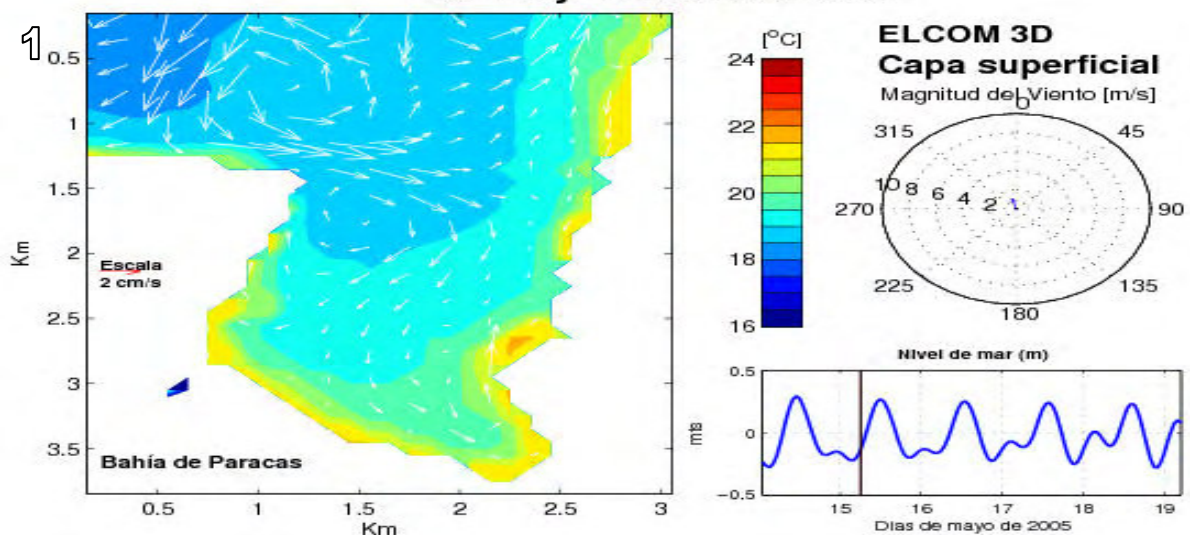 1
0.5
1
1.5
2
2.5
3
3.5
Km
Escala
2 cm/s
Bahía de Paracas
0.5 1 1.5 2 2.5 3
Km
[°C]
24
22
20
18
16
ELCOM 3D
Capa superficial
Magnitud del Viento [m/s]
0
315 45
10 8 6 4 2
270 90
225 135
180
Nivel de mar (m)
0.5
0
−0.5
mts
15 16 17 18 19
Días de mayo de 2005